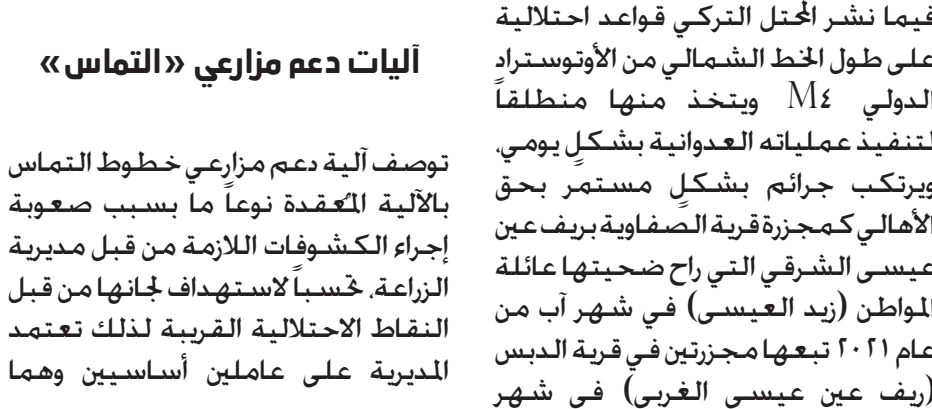 فيما نشر المحتل التركي قواعد احتلالية
على طول الخط الشمالي من الأوتوستراد
الدولي M٤ ويتخذ منها منطلقاً
لتنفيذ عملياته العدوانية بشكلٍ يومي،
ويرتكب جرائم بشكلٍ مستمر بحق
الأهالي كمجزرة قرية الصفاوية بريف عين
عيسى الشرقي التي راح ضحيتها عائلة
المواطن (زيد العيسى) في شهر آب من
عام ٢٠٢١ تبعها مجزرتين في قرية الدبس
(ريف عين عيسى الغربي) في شهر
آليات دعم مزارعي «التماس»
توصف آلية دعم مزارعي خطوط التماس
بالآلية المُعقدة نوعاً ما بسبب صعوبة
إجراء الكشوفات اللازمة من قبل مديرية
الزراعة، تحسباً لاستهداف لجانها من قبل
النقاط الاحتلالية القريبة لذلك تعتمد
المديرية على عاملين أساسيين وهما